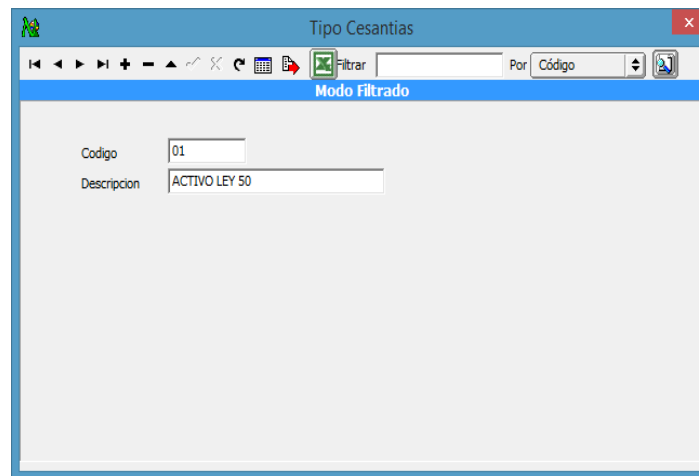 Tipo Cesantias
Filtrar Por Código
Modo Filtrado
Codigo 01
Descripcion ACTIVO LEY 50